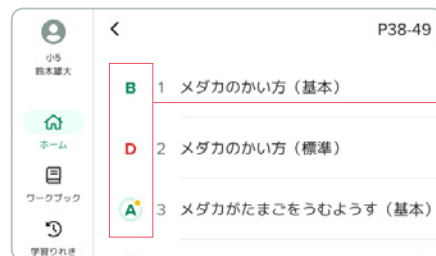 小5
鈴木雄大
ホーム
ワークブック
学習りれき
P38-49
B 1 メダカのかい方（基本）
D 2 メダカのかい方（標準）
A 3 メダカがたまごをうむようす（基本）